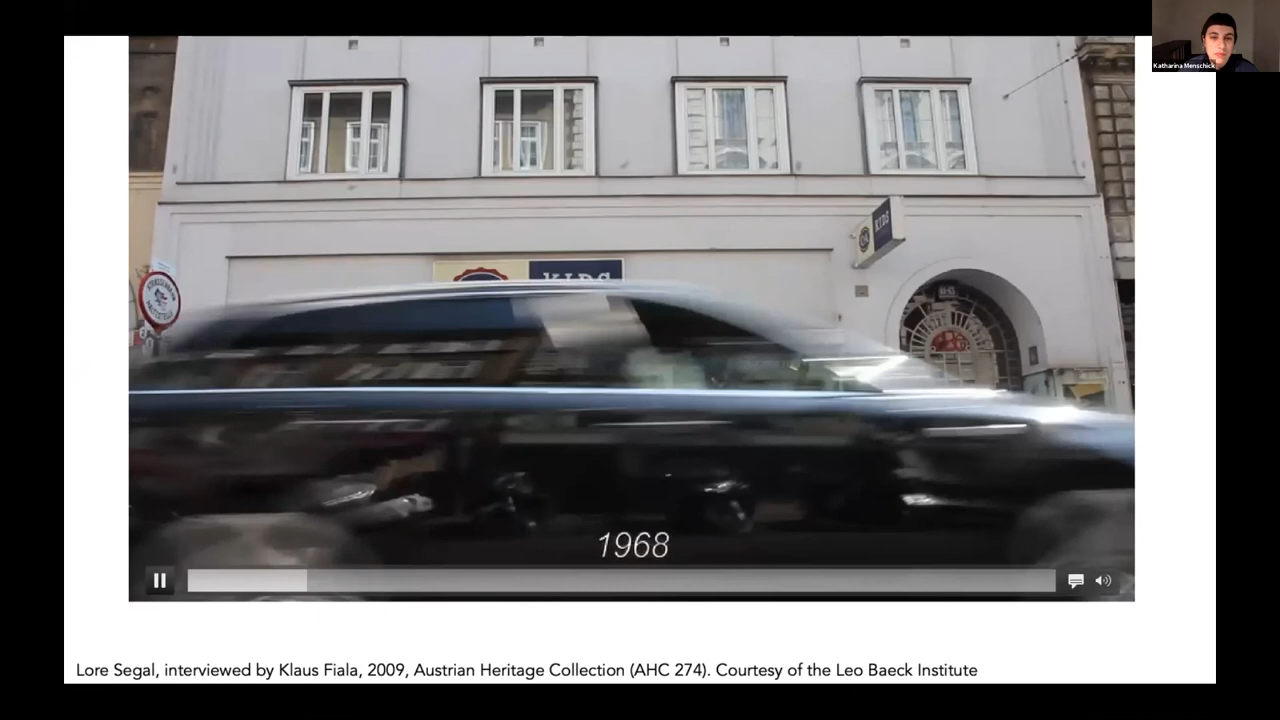 Katharina Menschick
KIDS
KIDS
1968
Lore Segal, interviewed by Klaus Fiala, 2009, Austrian Heritage Collection (AHC 274). Courtesy of the Leo Baeck Institute